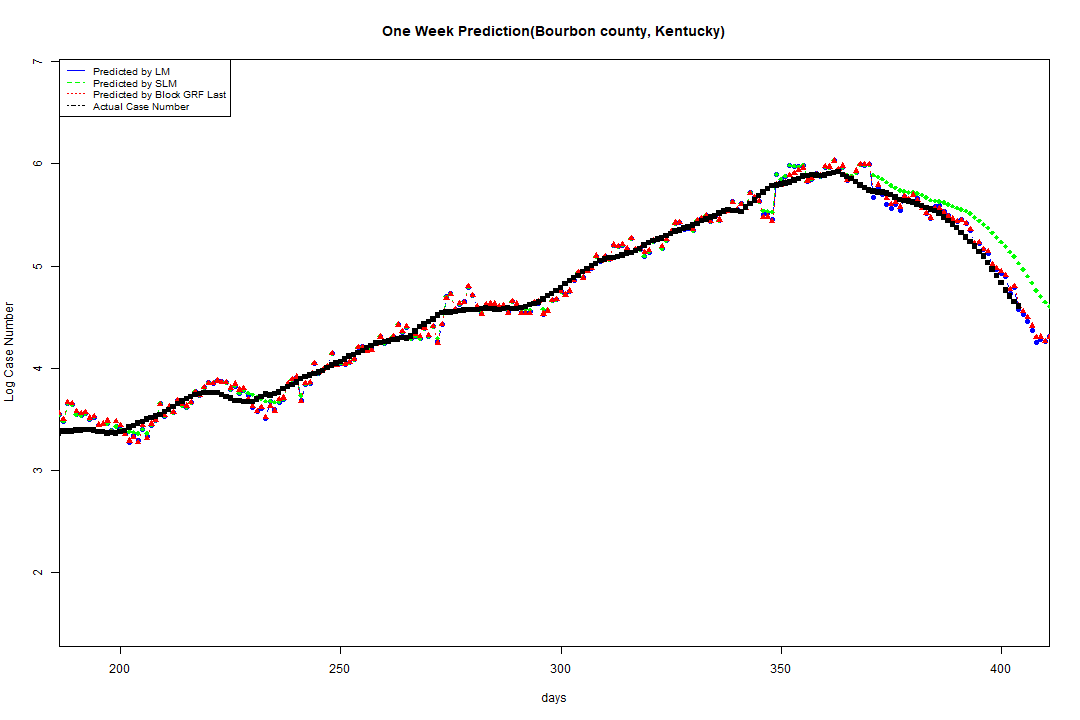 One Week Prediction(Bourbon county, Kentucky)
Predicted by LM
Predicted by SLM
Predicted by Block GRF Last
Actual Case Number
7
6
5
4
3
2
Log Case Number
200 250 300 350 400
days